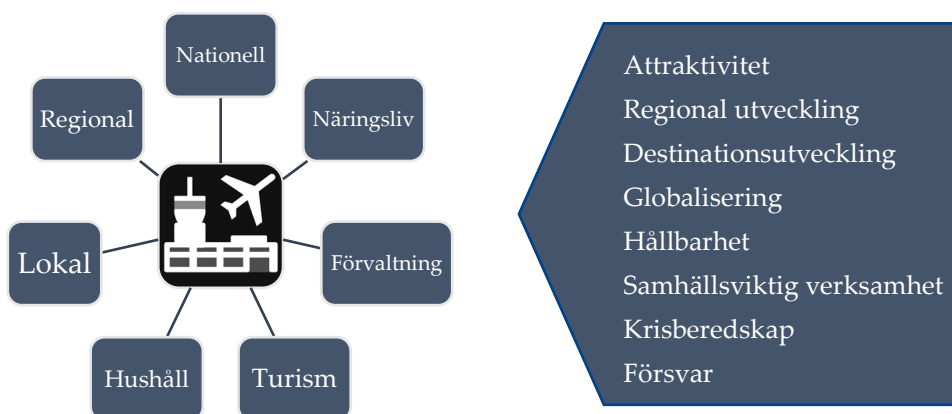 Nationell
Regional
Näringsliv
Lokal
Förvaltning
Hushåll
Turism
Attraktivitet
Regional utveckling
Destinationsutveckling
Globalisering
Hållbarhet
Samhällsviktig verksamhet
Krisberedskap
Försvar